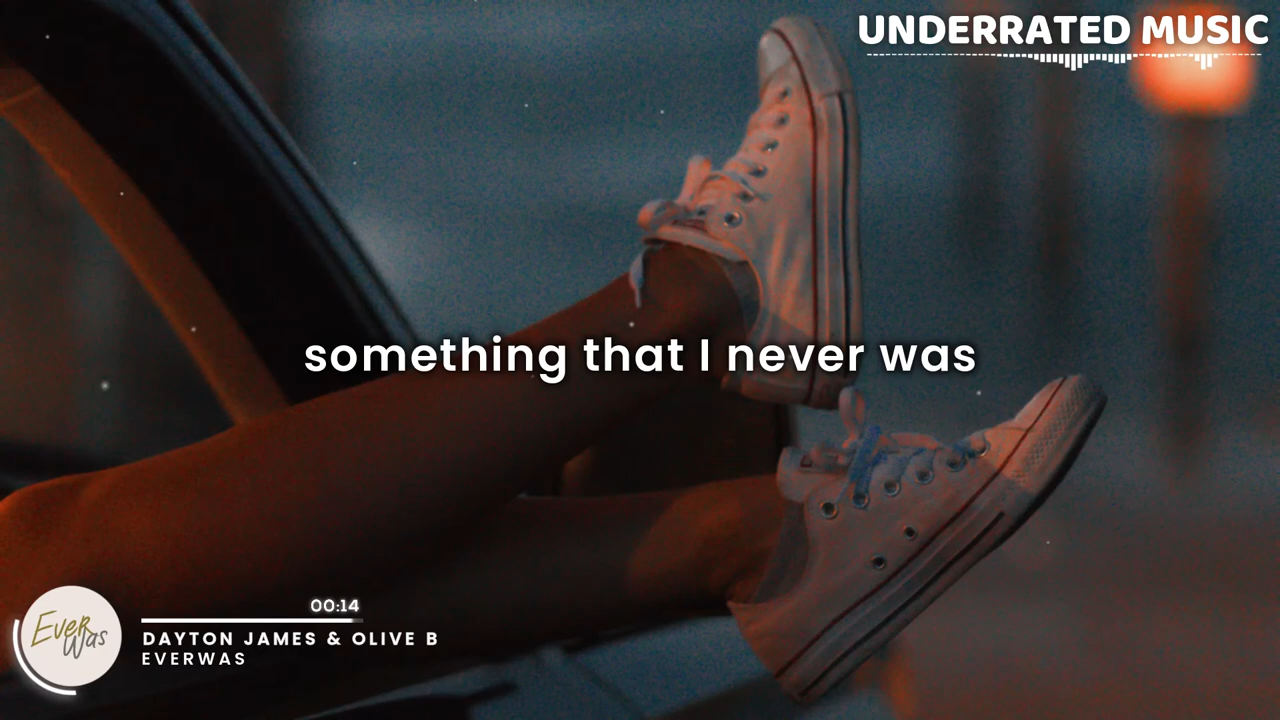 UNDERRATED MUSIC
something that I never was
00:14
Ever
Was
DAYTON JAMES & OLIVE B
EVERWAS